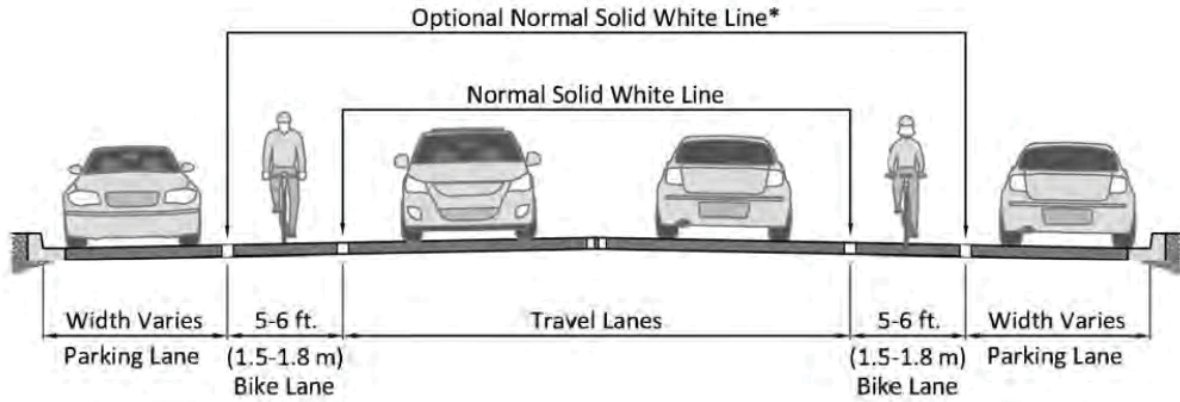 Optional Normal Solid White Line*
Normal Solid White Line
Width Varies
Parking Lane
5-6 ft.
(1.5-1.8 m)
Bike Lane
Travel Lanes
5-6 ft.
(1.5-1.8 m)
Bike Lane
Width Varies
Parking Lane